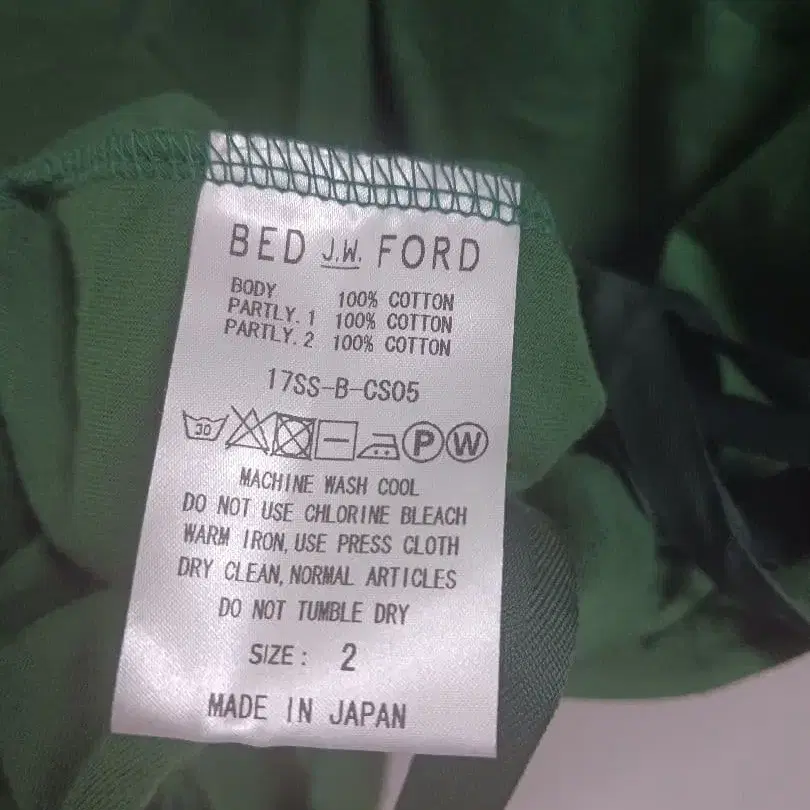 BED J.W. FORD
BODY 100% COTTON
PARTLY. 1 100% COTTON
PARTLY. 2 100% COTTON
17SS-B-CS05
30 P W
MACHINE WASH COOL
DO NOT USE CHLORINE BLEACH
WARM IRON, USE PRESS CLOTH
DRY CLEAN, NORMAL ARTICLES
DO NOT TUMBLE DRY
SIZE: 2
MADE IN JAPAN